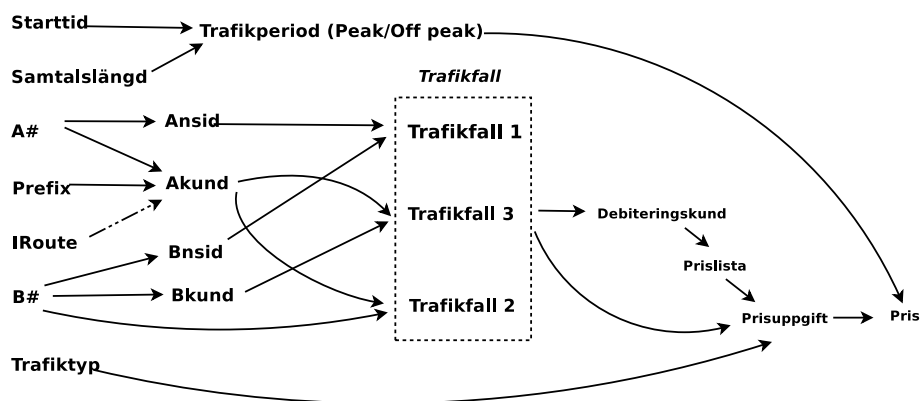 Starttid
Trafikperiod (Peak/Off peak)
Samtalslängd
Trafikfall
A#
Ansid
Trafikfall 1
Prefix
Akund
Trafikfall 3
Debiteringskund
IRoute
Bnsid
Prislista
B#
Bkund
Trafikfall 2
Prisuppgift
Pris
Trafiktyp